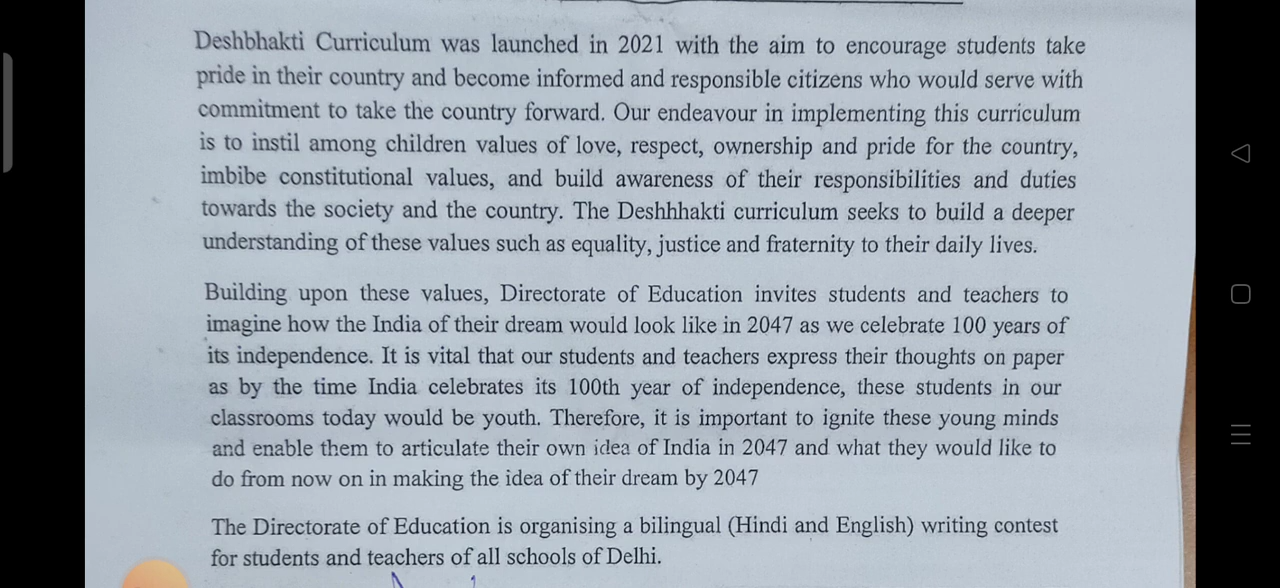 Deshbhakti Curriculum was launched in 2021 with the aim to encourage students take
pride in their country and become informed and responsible citizens who would serve with
commitment to take the country forward. Our endeavour in implementing this curriculum
is to instil among children values of love, respect, ownership and pride for the country,
imbibe constitutional values, and build awareness of their responsibilities and duties
towards the society and the country. The Deshhhakti curriculum seeks to build a deeper
understanding of these values such as equality, justice and fraternity to their daily lives.
Building upon these values, Directorate of Education invites students and teachers to
imagine how the India of their dream would look like in 2047 as we celebrate 100 years of
its independence. It is vital that our students and teachers express their thoughts on paper
as by the time India celebrates its 100th year of independence, these students in our
classrooms today would be youth. Therefore, it is important to ignite these young minds
and enable them to articulate their own idea of India in 2047 and what they would like to
do from now on in making the idea of their dream by 2047
The Directorate of Education is organising a bilingual (Hindi and English) writing contest
for students and teachers of all schools of Delhi.